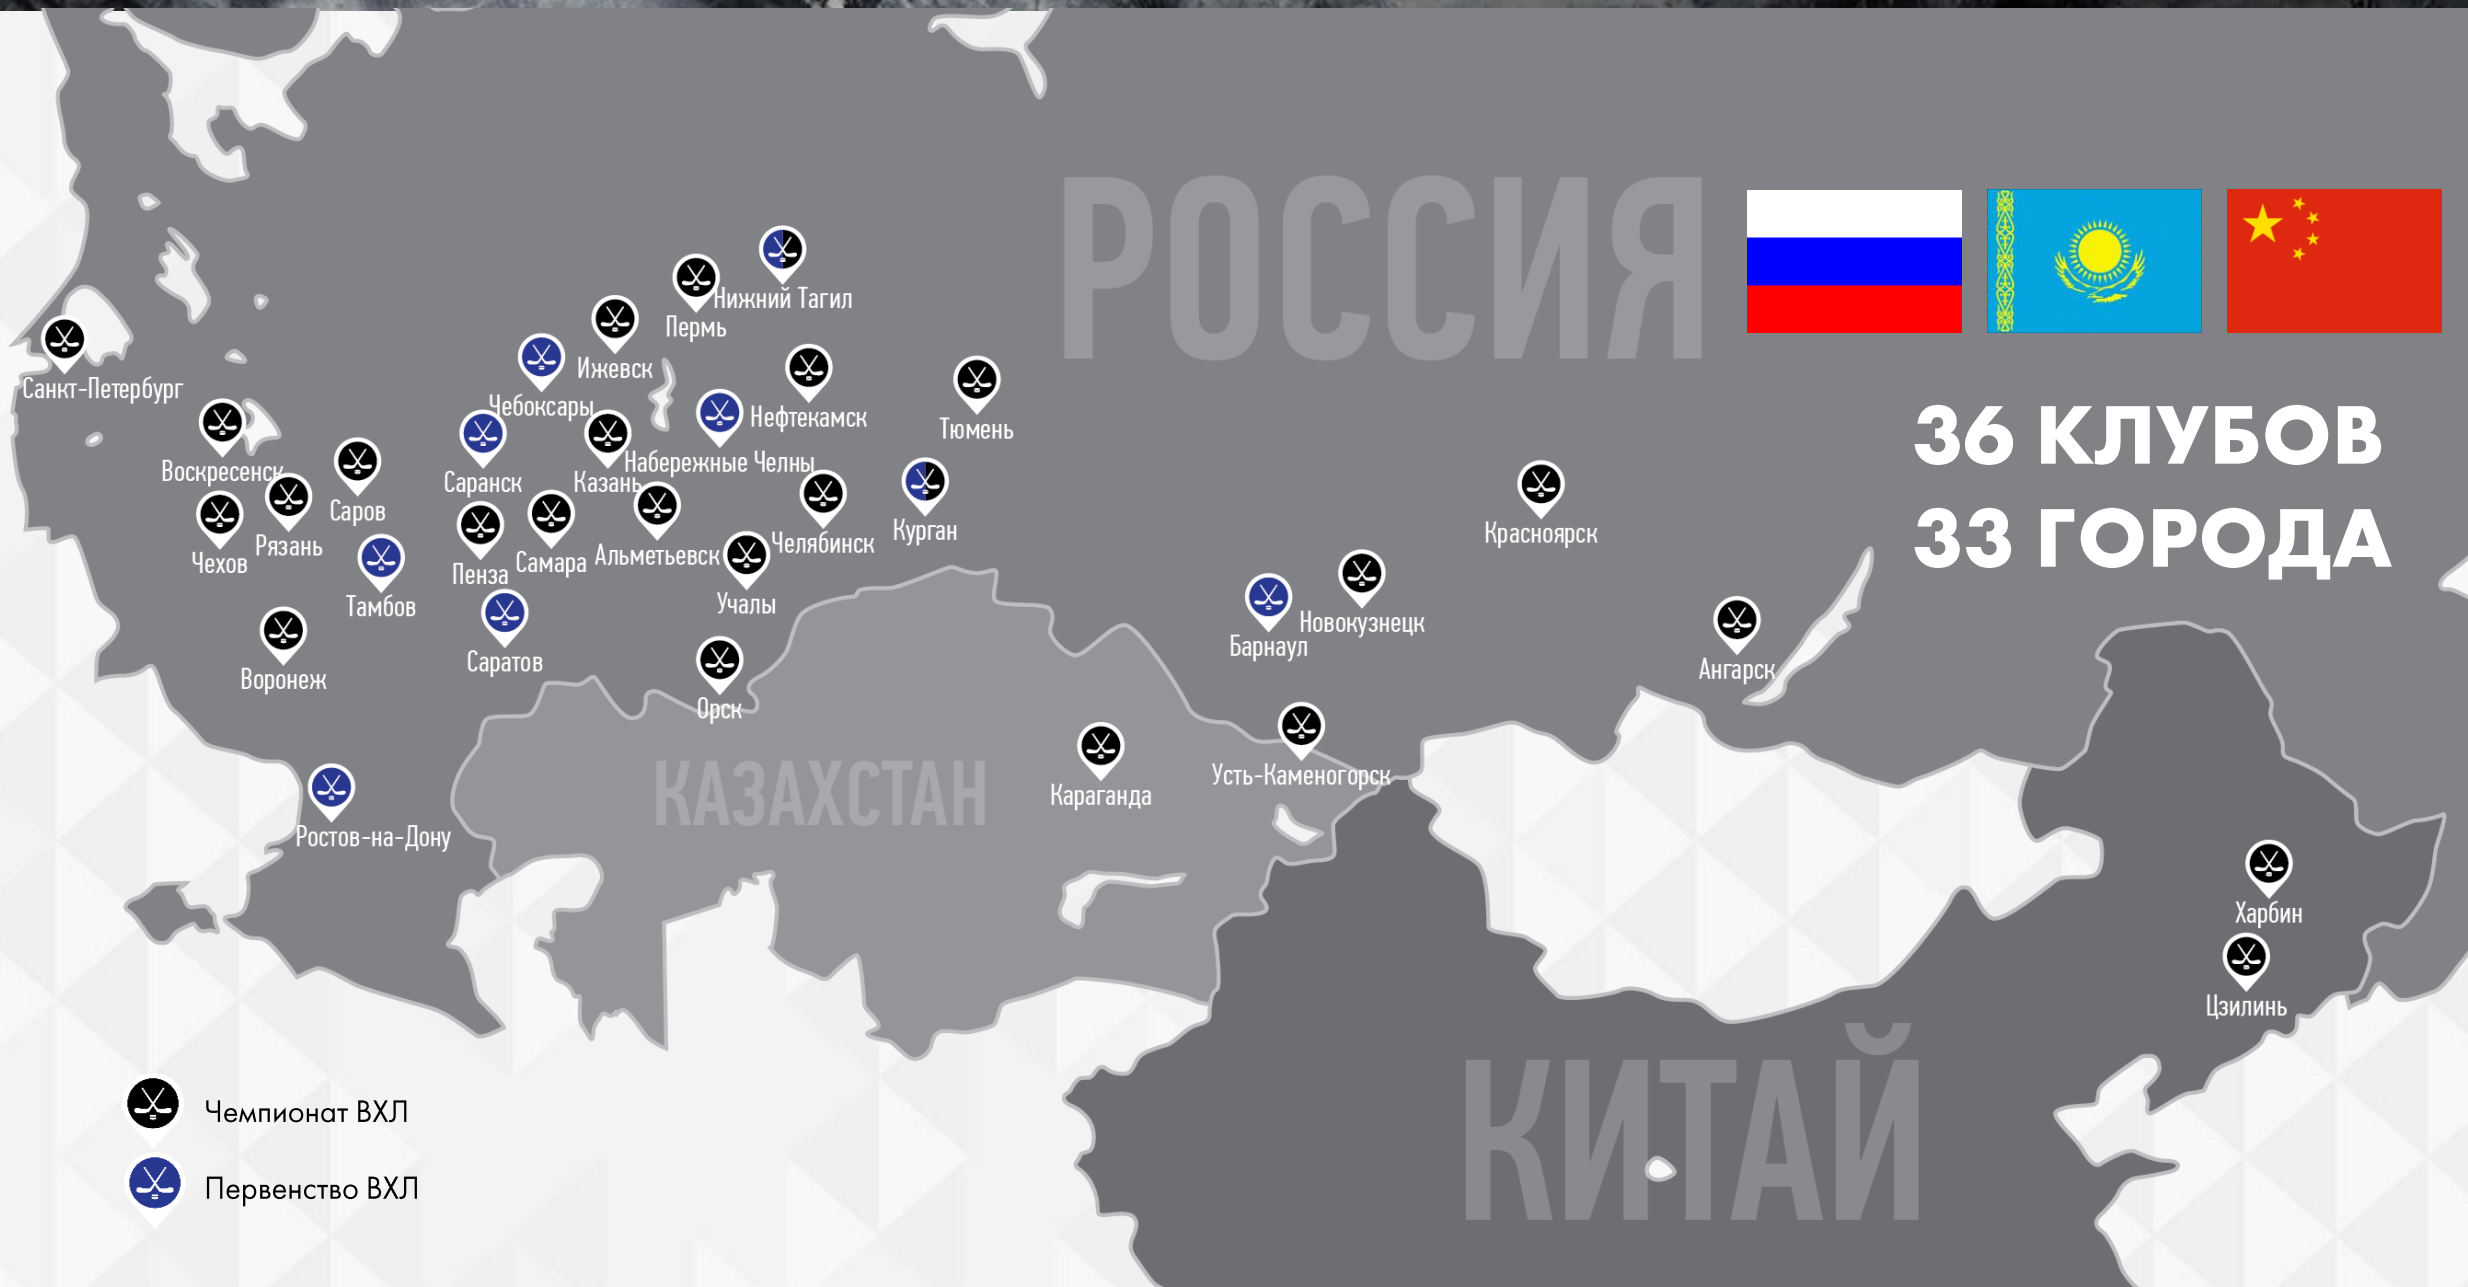 РОССИЯ
36 КЛУБОВ
33 ГОРОДА
Нижний Тагил
Пермь
Ижевск
Санкт-Петербург
Чебоксары
Нефтекамск
Тюмень
Воскресенск
Саров
Саранск
Казань
Набережные Челны
Курган
Красноярск
Чехов
Рязань
Пенза
Самара
Альметьевск
Челябинск
Тамбов
Учалы
Барнаул
Новокузнецк
Воронеж
Саратов
Ангарск
Орск
КАЗАХСТАН
Караганда
Усть-Каменогорск
Ростов-на-Дону
Харбин
Цзилинь
КИТАЙ
Чемпионат ВХЛ
Первенство ВХЛ